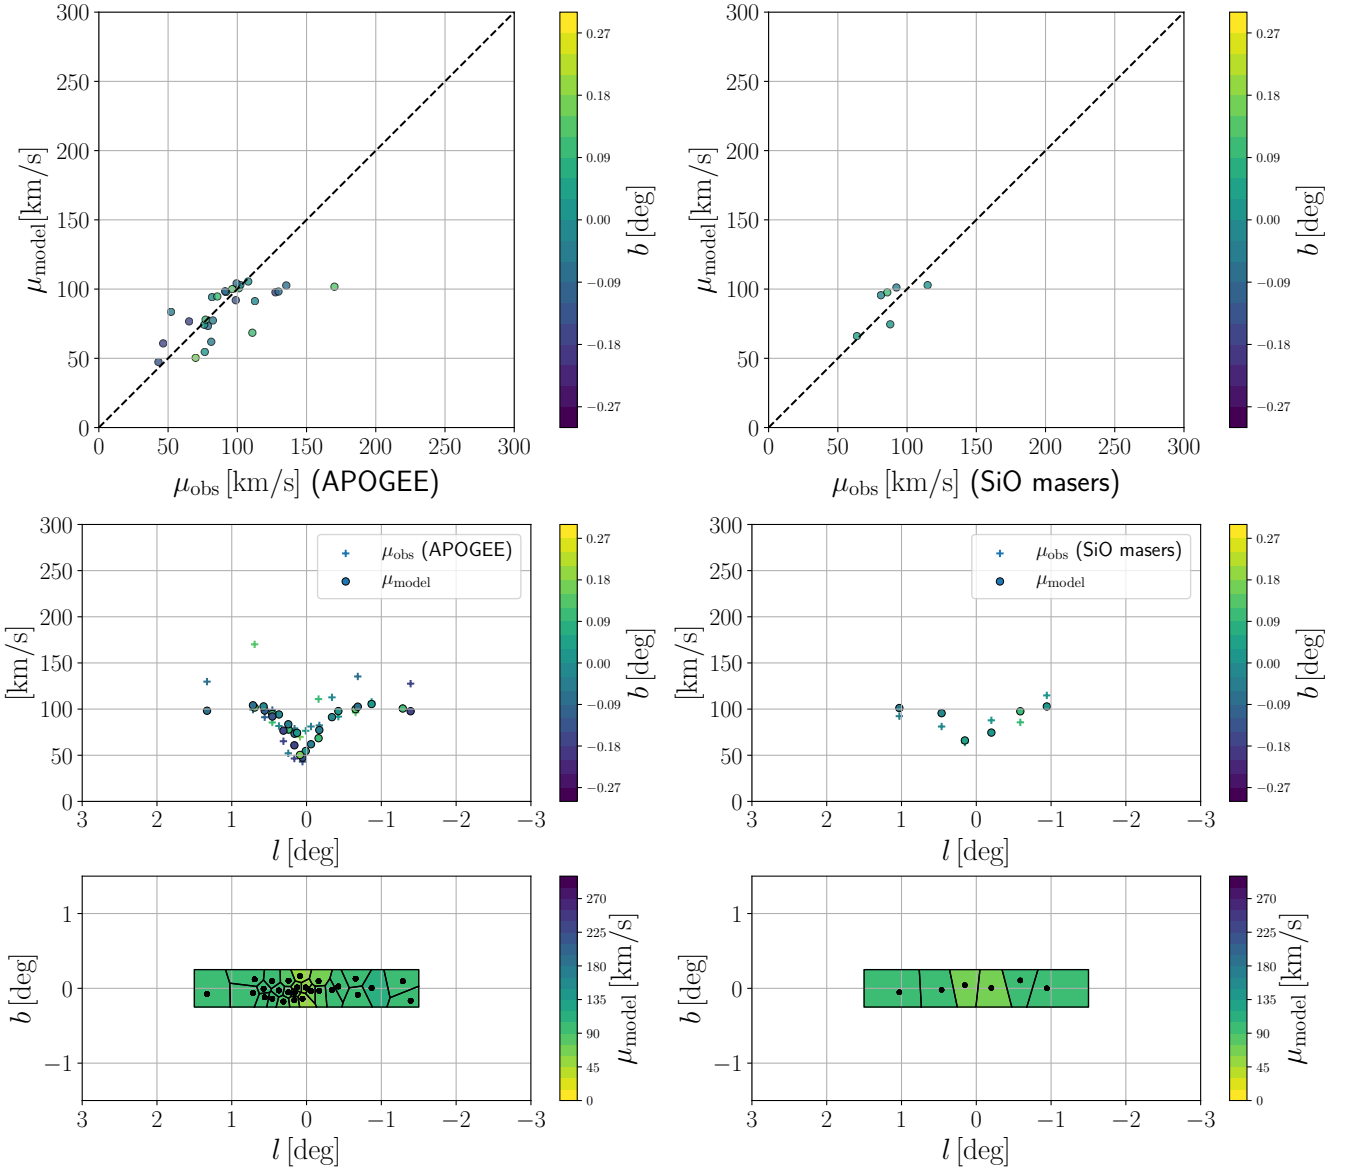 300
250
200
150
100
50
0
μmodel[km/s]
0 50 100 150 200 250 300
μobs [km/s] (APOGEE)
0.27
0.18
0.09
0.00
−0.09
−0.18
−0.27
b [deg]
300
250
200
150
100
50
0
μmodel[km/s]
0 50 100 150 200 250 300
μobs [km/s] (SiO masers)
0.27
0.18
0.09
0.00
−0.09
−0.18
−0.27
b [deg]
300
250
200
150
100
50
0
[km/s]
μobs (APOGEE)
μmodel
3 2 1 0 −1 −2 −3
l [deg]
0.27
0.18
0.09
0.00
−0.09
−0.18
−0.27
b [deg]
300
250
200
150
100
50
0
[km/s]
μobs (SiO masers)
μmodel
3 2 1 0 −1 −2 −3
l [deg]
0.27
0.18
0.09
0.00
−0.09
−0.18
−0.27
b [deg]
1
0
−1
b [deg]
3 2 1 0 −1 −2 −3
l [deg]
270
225
180
135
90
45
0
μmodel [km/s]
1
0
−1
b [deg]
3 2 1 0 −1 −2 −3
l [deg]
270
225
180
135
90
45
0
μmodel [km/s]